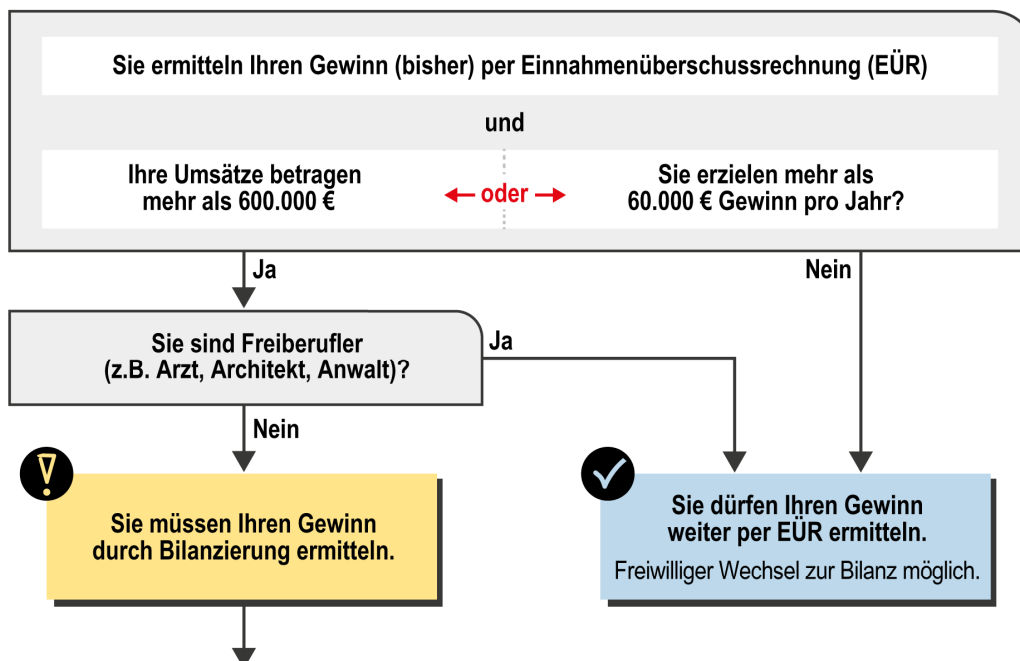 Sie ermitteln Ihren Gewinn (bisher) per Einnahmenüberschussrechnung (EÜR)
und
Ihre Umsätze betragen
mehr als 600.000 €
oder
Sie erzielen mehr als
60.000 € Gewinn pro Jahr?
Ja
Nein
Sie sind Freiberufler
(z.B. Arzt, Architekt, Anwalt)?
Ja
Nein
Sie müssen Ihren Gewinn
durch Bilanzierung ermitteln.
Sie dürfen Ihren Gewinn
weiter per EÜR ermitteln.
Freiwilliger Wechsel zur Bilanz möglich.